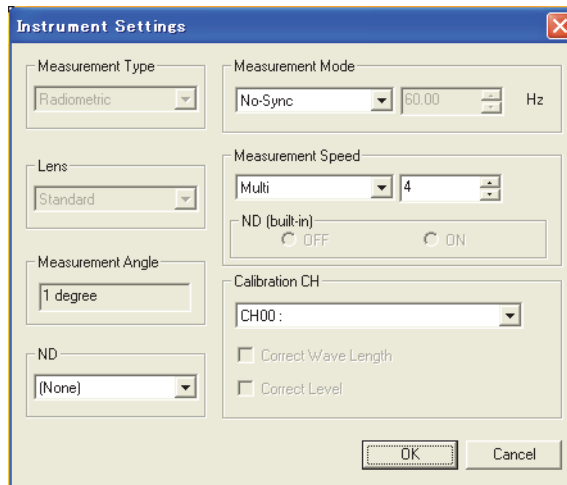 Instrument Settings
Measurement Type
Radiometric
Measurement Mode
No-Sync
60.00
Hz
Lens
Standard
Measurement Speed
Multi
4
ND (built-in)
OFF
ON
Measurement Angle
1 degree
Calibration CH
CH00 :
Correct Wave Length
Correct Level
ND
(None)
OK
Cancel